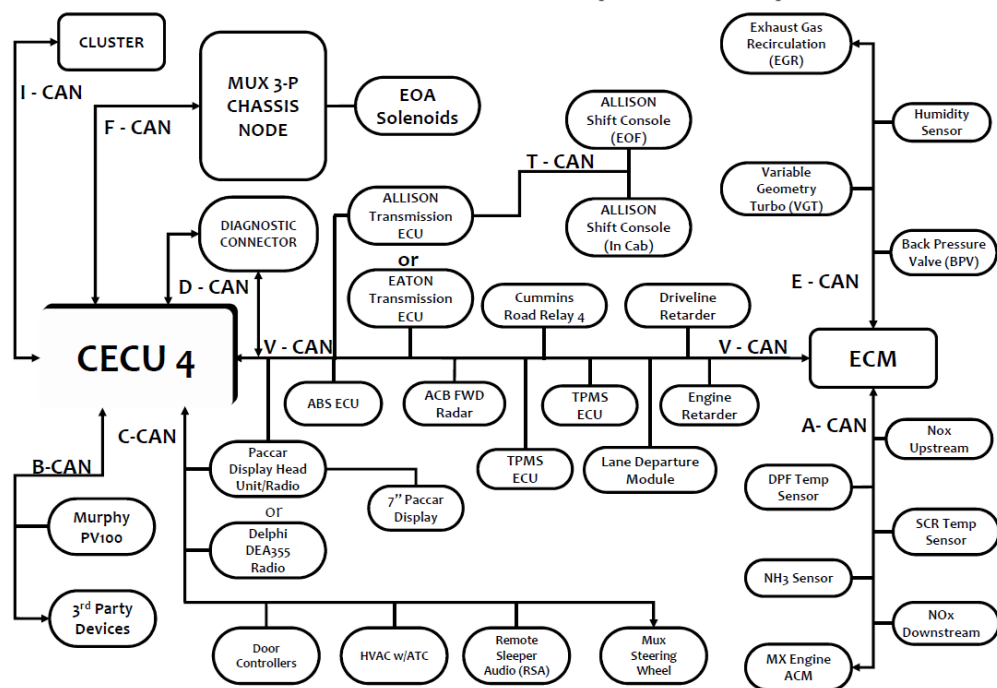 CLUSTER
I - CAN
F - CAN
MUX 3-P
CHASSIS
NODE
EOA
Solenoids
DIAGNOSTIC
CONNECTOR
D - CAN
ALLISON
Transmission
ECU
or
EATON
Transmission
ECU
T - CAN
ALLISON
Shift Console
(EOF)
ALLISON
Shift Console
(In Cab)
Exhaust Gas
Recirculation
(EGR)
Humidity
Sensor
Variable
Geometry
Turbo (VGT)
Back Pressure
Valve (BPV)
E - CAN
CECU 4
V - CAN
Cummins
Road Relay 4
Driveline
Retarder
V - CAN
ECM
ABS ECU
ACB FWD
Radar
TPMS
ECU
Engine
Retarder
TPMS
ECU
Lane Departure
Module
A- CAN
Nox
Upstream
DPF Temp
Sensor
SCR Temp
Sensor
NH3 Sensor
NOx
Downstream
MX Engine
ACM
C-CAN
Paccar
Display Head
Unit/Radio
7” Paccar
Display
or
Delphi
DEA355
Radio
B-CAN
Murphy
PV100
3rd Party
Devices
Door
Controllers
HVAC w/ATC
Remote
Sleeper
Audio (RSA)
Mux
Steering
Wheel